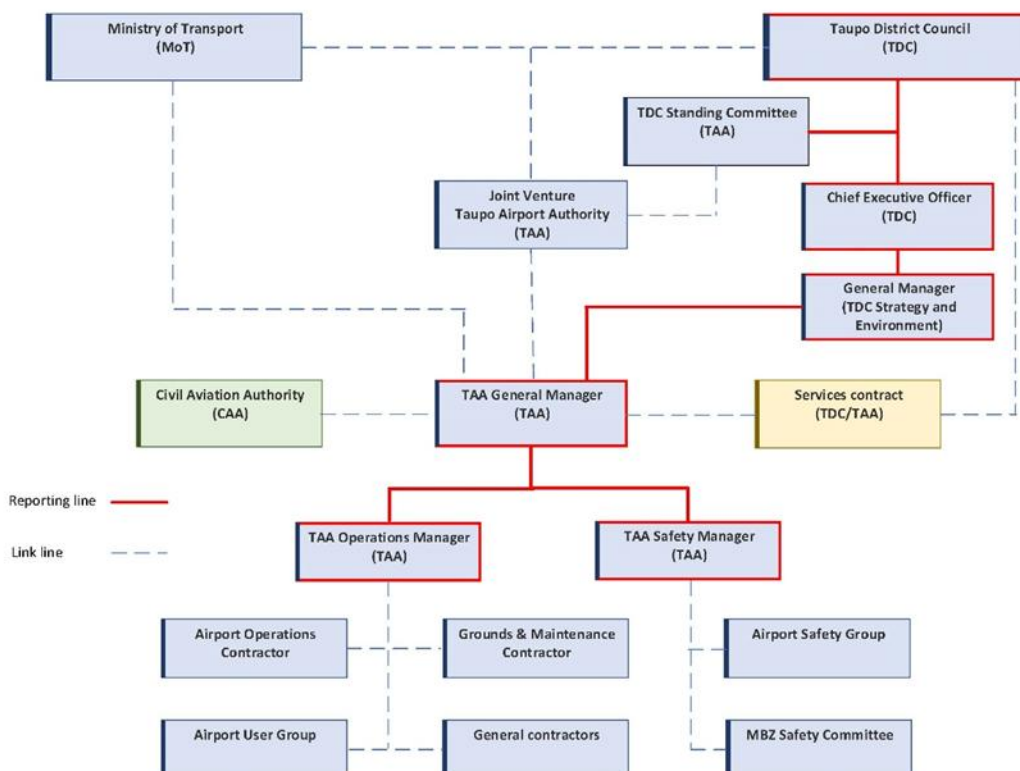 Ministry of Transport
(MoT)
Taupo District Council
(TDC)
TDC Standing Committee
(TAA)
Joint Venture
Taupo Airport Authority
(TAA)
Chief Executive Officer
(TDC)
General Manager
(TDC Strategy and
Environment)
Civil Aviation Authority
(CAA)
TAA General Manager
(TAA)
Services contract
(TDC/TAA)
Reporting line
Link line
TAA Operations Manager
(TAA)
TAA Safety Manager
(TAA)
Airport Operations
Contractor
Grounds & Maintenance
Contractor
Airport Safety Group
Airport User Group
General contractors
MBZ Safety Committee